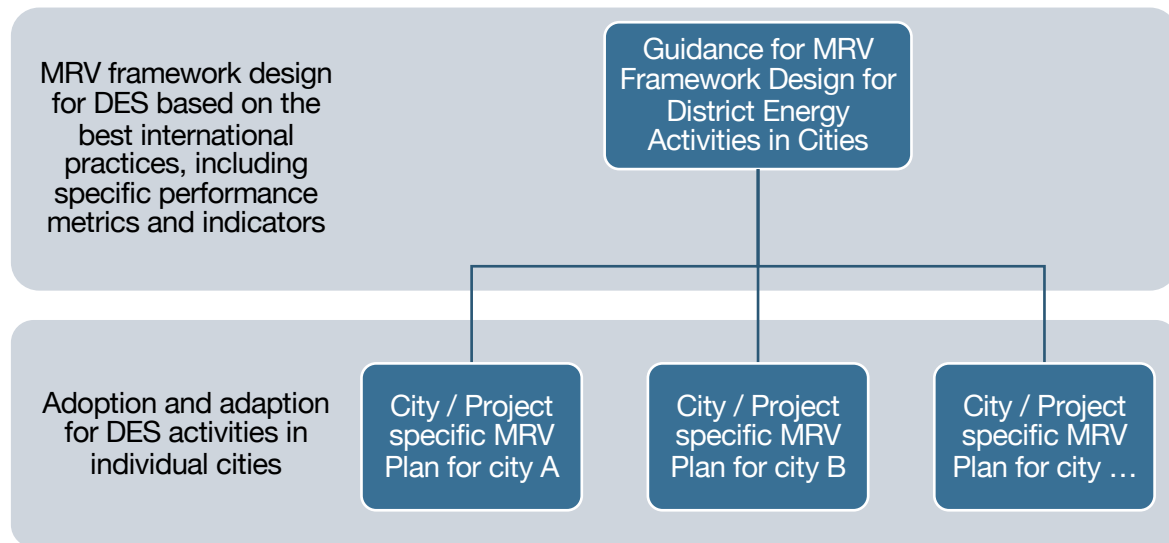 MRV framework design
for DES based on the
best international
practices, including
specific performance
metrics and indicators
Guidance for MRV
Framework Design for
District Energy
Activities in Cities
Adoption and adaption
for DES activities in
individual cities
City / Project
specific MRV
Plan for city A
City / Project
specific MRV
Plan for city B
City / Project
specific MRV
Plan for city …